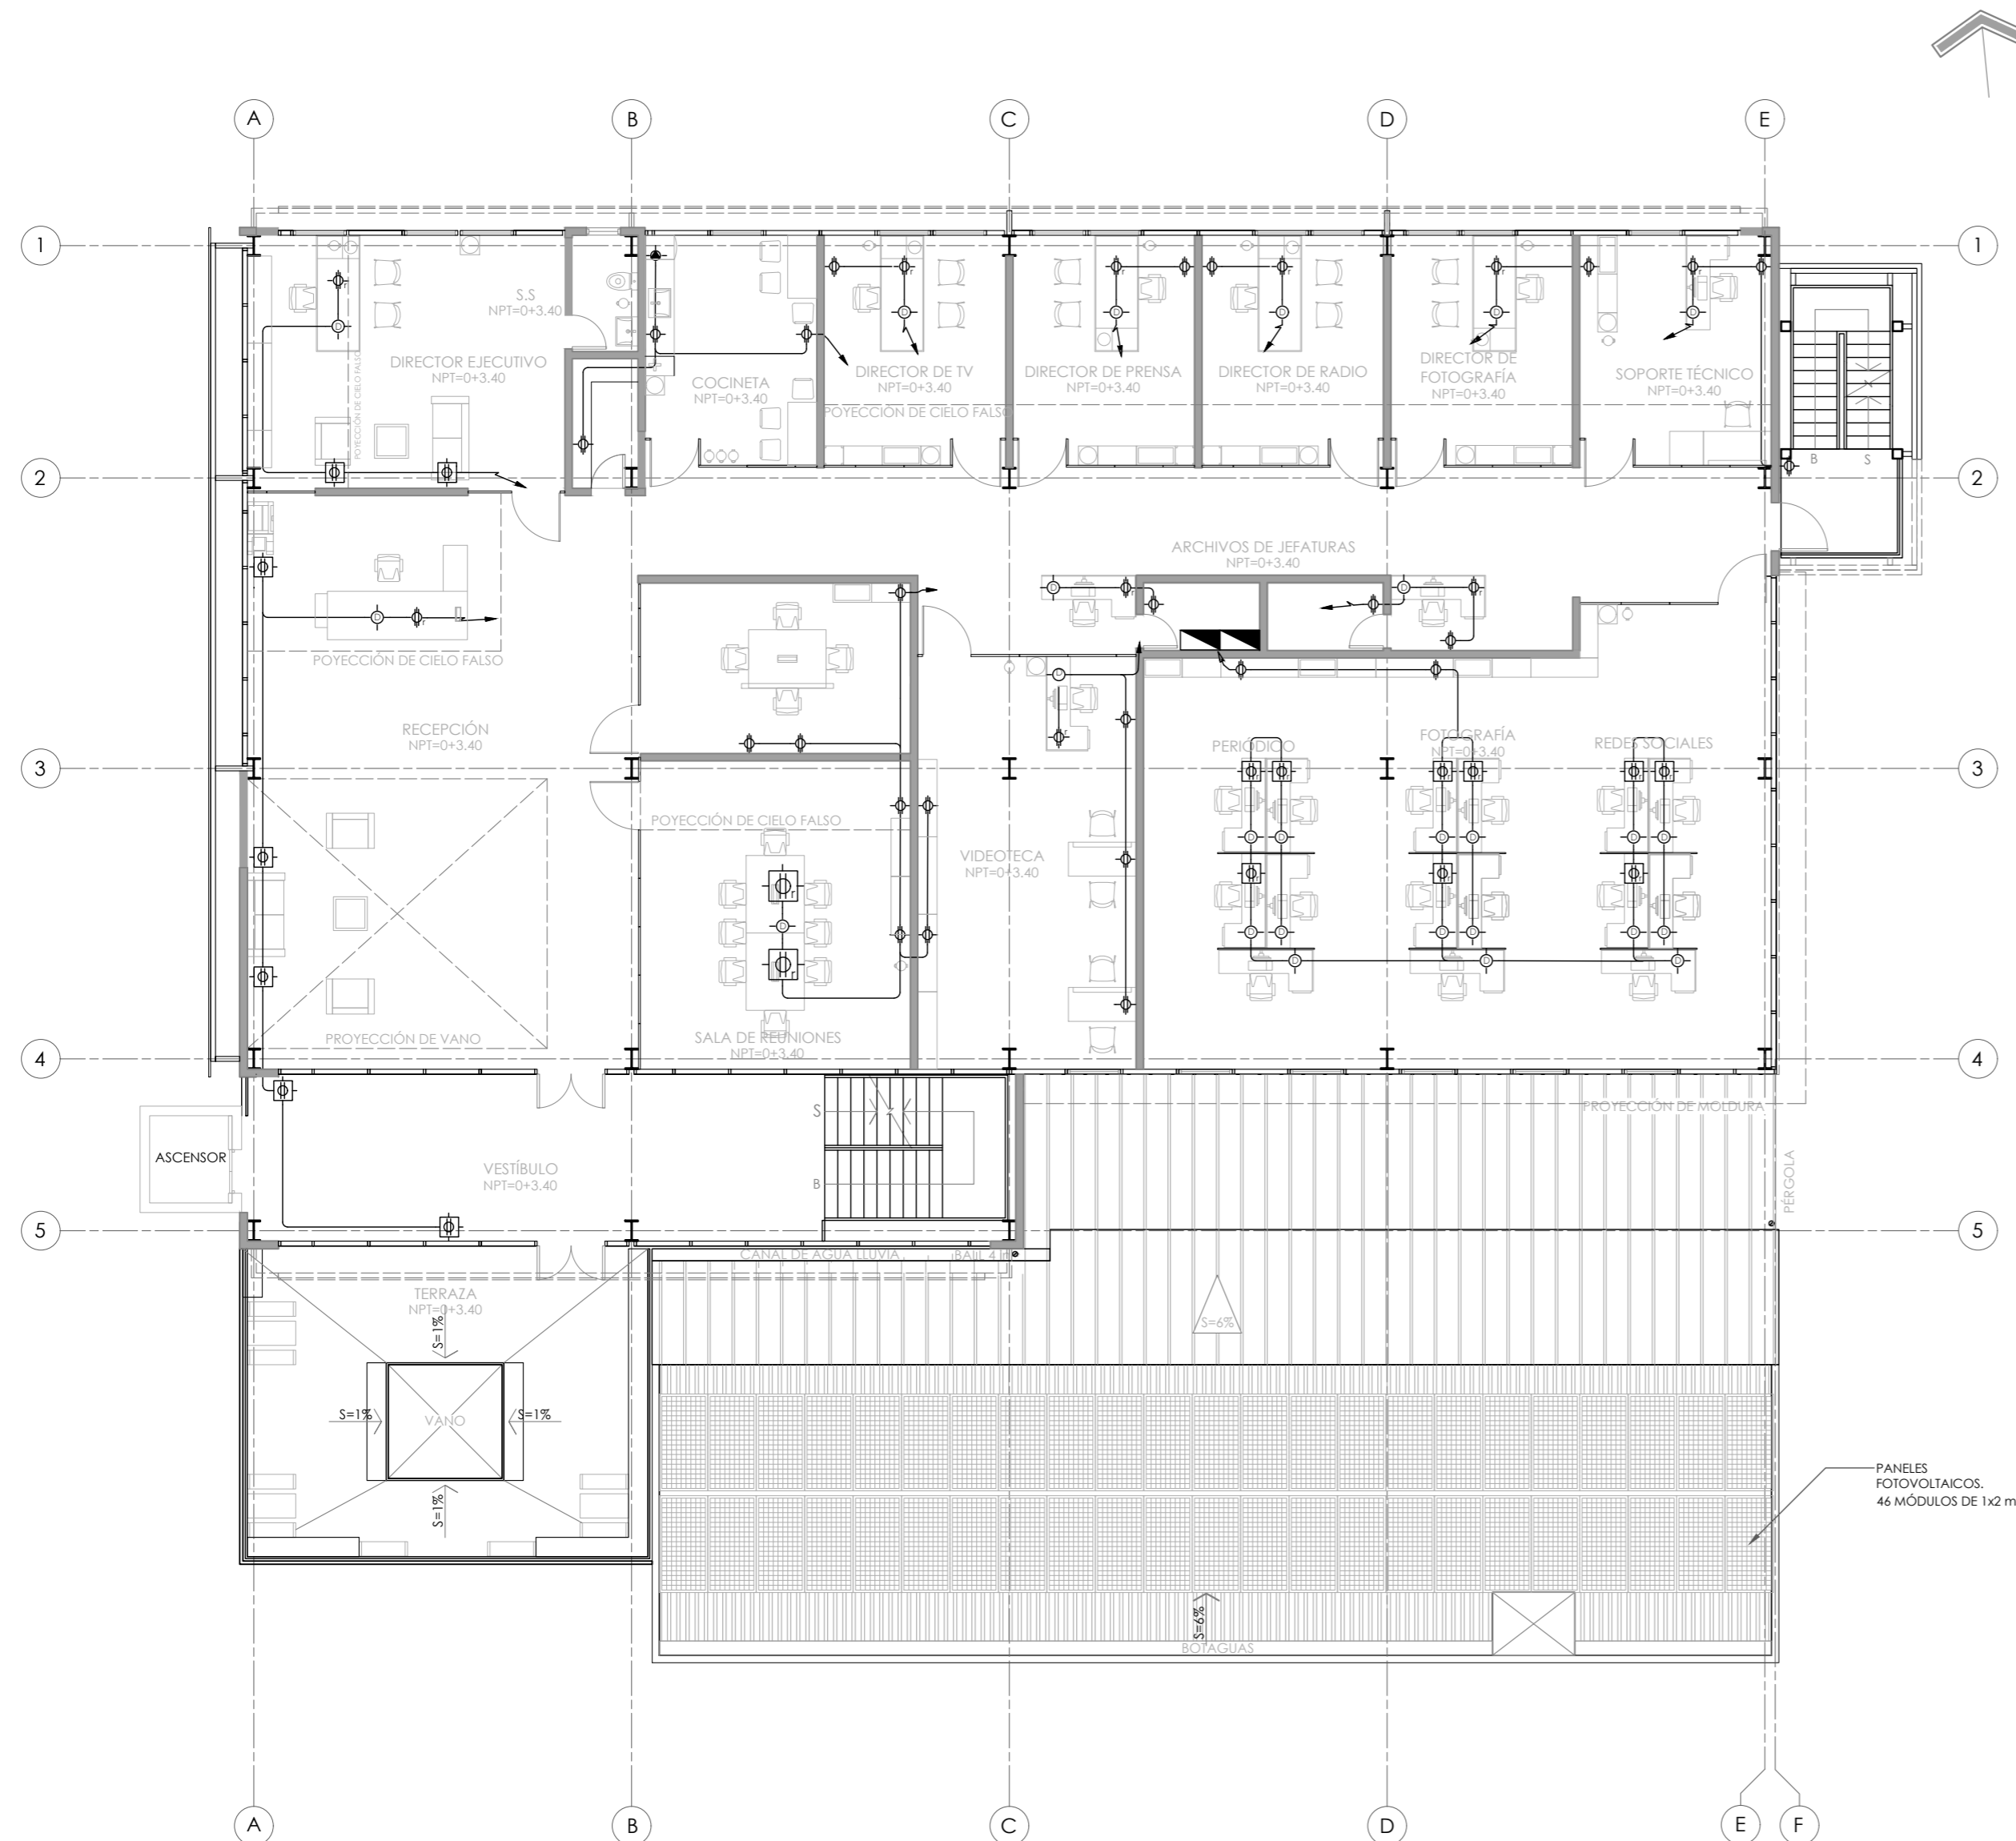 A
B
C
D
E
1
1
S.S
NPT=0+3.40
DIRECTOR EJECUTIVO
NPT=0+3.40
POYECCIÓN DE CIELO FALSO
COCINETA
NPT=0+3.40
DIRECTOR DE TV
NPT=0+3.40
POYECCIÓN DE CIELO FALSO
DIRECTOR DE PRENSA
NPT=0+3.40
DIRECTOR DE RADIO
NPT=0+3.40
DIRECTOR DE
FOTOGRAFÍA
NPT=0+3.40
SOPORTE TÉCNICO
NPT=0+3.40
B
S
2
2
ARCHIVOS DE JEFATURAS
NPT=0+3.40
POYECCIÓN DE CIELO FALSO
RECEPCIÓN
NPT=0+3.40
PERIÓDICO
FOTOGRAFÍA
NPT=0+3.40
REDES SOCIALES
3
3
POYECCIÓN DE CIELO FALSO
VIDEOTECA
NPT=0+3.40
PROYECCIÓN DE VANO
SALA DE REUNIONES
NPT=0+3.40
4
4
PROYECCIÓN DE MOLDURA
S
B
ASCENSOR
VESTÍBULO
NPT=0+3.40
PÉRGOLA
5
5
CANAL DE AGUA LLUVIA
TERRAZA
NPT=0+3.40
S=1%
S=6%
S=1%
VANO
S=1%
S=1%
PANELES
FOTOVOLTAICOS.
46 MÓDULOS DE 1x2 m
S=6%
BOTAGUAS
A
B
C
D
E
F